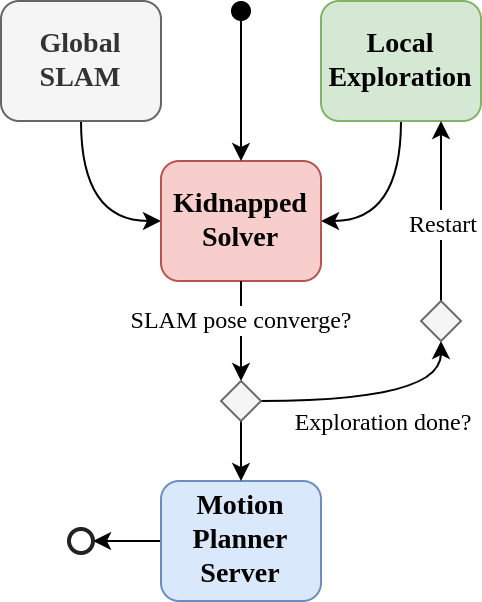 Global
SLAM
Local
Exploration
Kidnapped
Solver
Restart
SLAM pose converge?
Exploration done?
Motion
Planner
Server